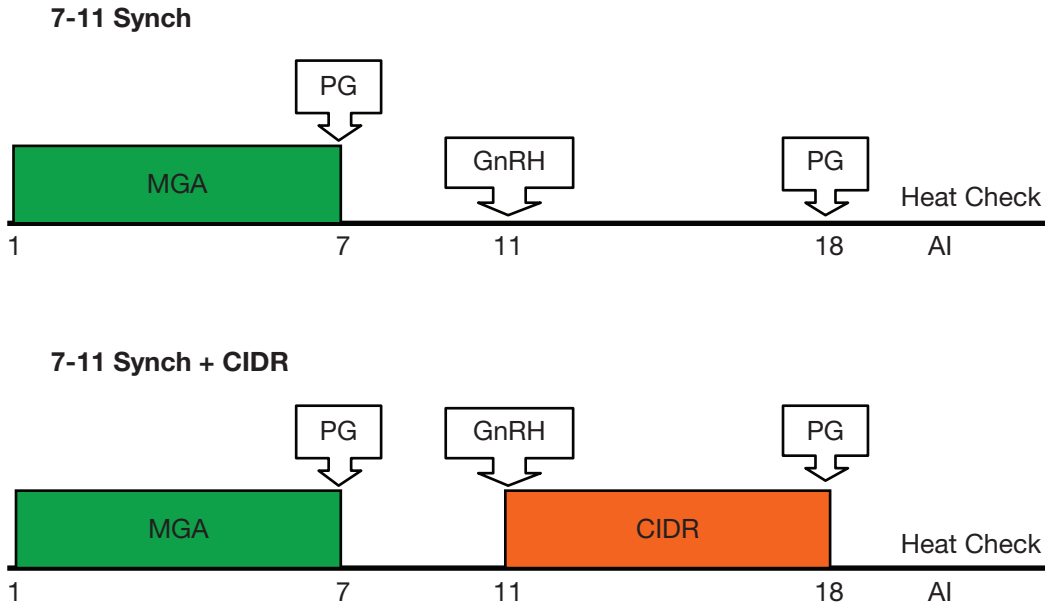 7-11 Synch
PG
GnRH
PG
MGA
Heat Check
1
7
11
18
AI
7-11 Synch + CIDR
PG
GnRH
PG
MGA
CIDR
Heat Check
1
7
11
18
AI